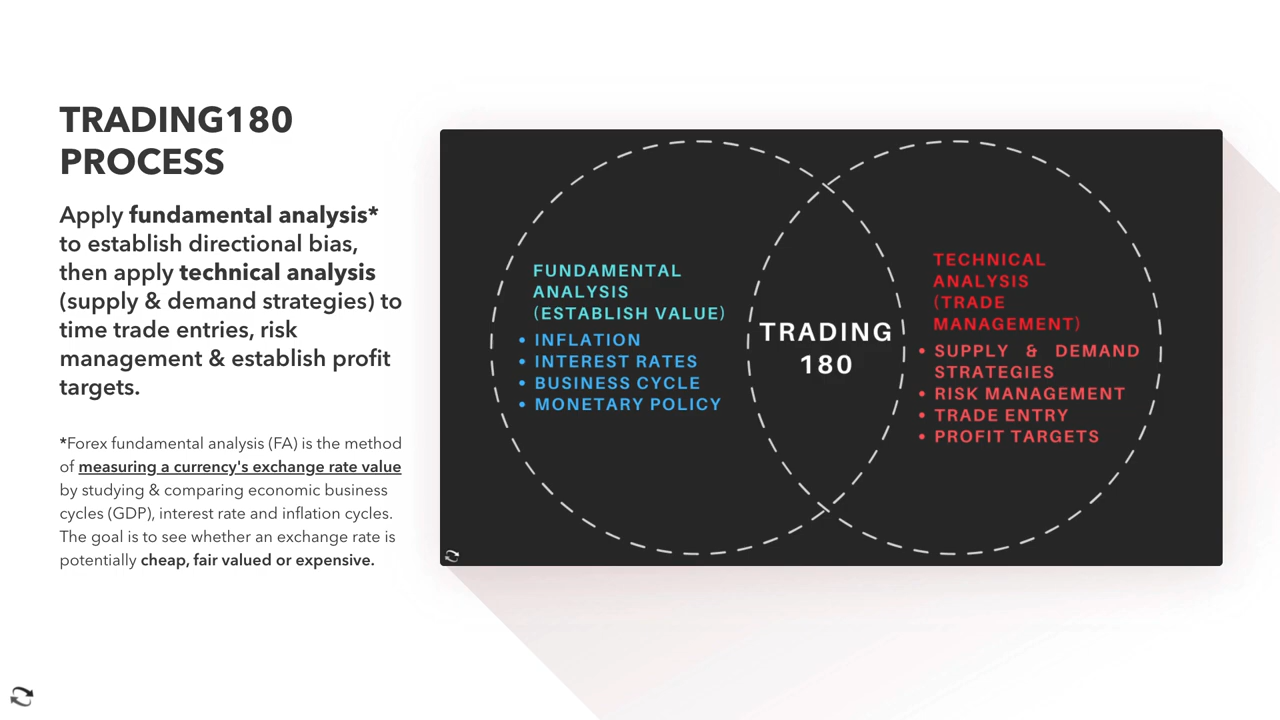 TRADING180
PROCESS
Apply fundamental analysis*
to establish directional bias,
then apply technical analysis
(supply & demand strategies) to
time trade entries, risk
management & establish profit
targets.
*Forex fundamental analysis (FA) is the method
of measuring a currency's exchange rate value
by studying & comparing economic business
cycles (GDP), interest rate and inflation cycles.
The goal is to see whether an exchange rate is
potentially cheap, fair valued or expensive.
FUNDAMENTAL
ANALYSIS
(ESTABLISH VALUE)
• INFLATION
• INTEREST RATES
• BUSINESS CYCLE
• MONETARY POLICY
TRADING
180
TECHNICAL
ANALYSIS
(TRADE
MANAGEMENT)
• SUPPLY & DEMAND
STRATEGIES
• RISK MANAGEMENT
• TRADE ENTRY
• PROFIT TARGETS